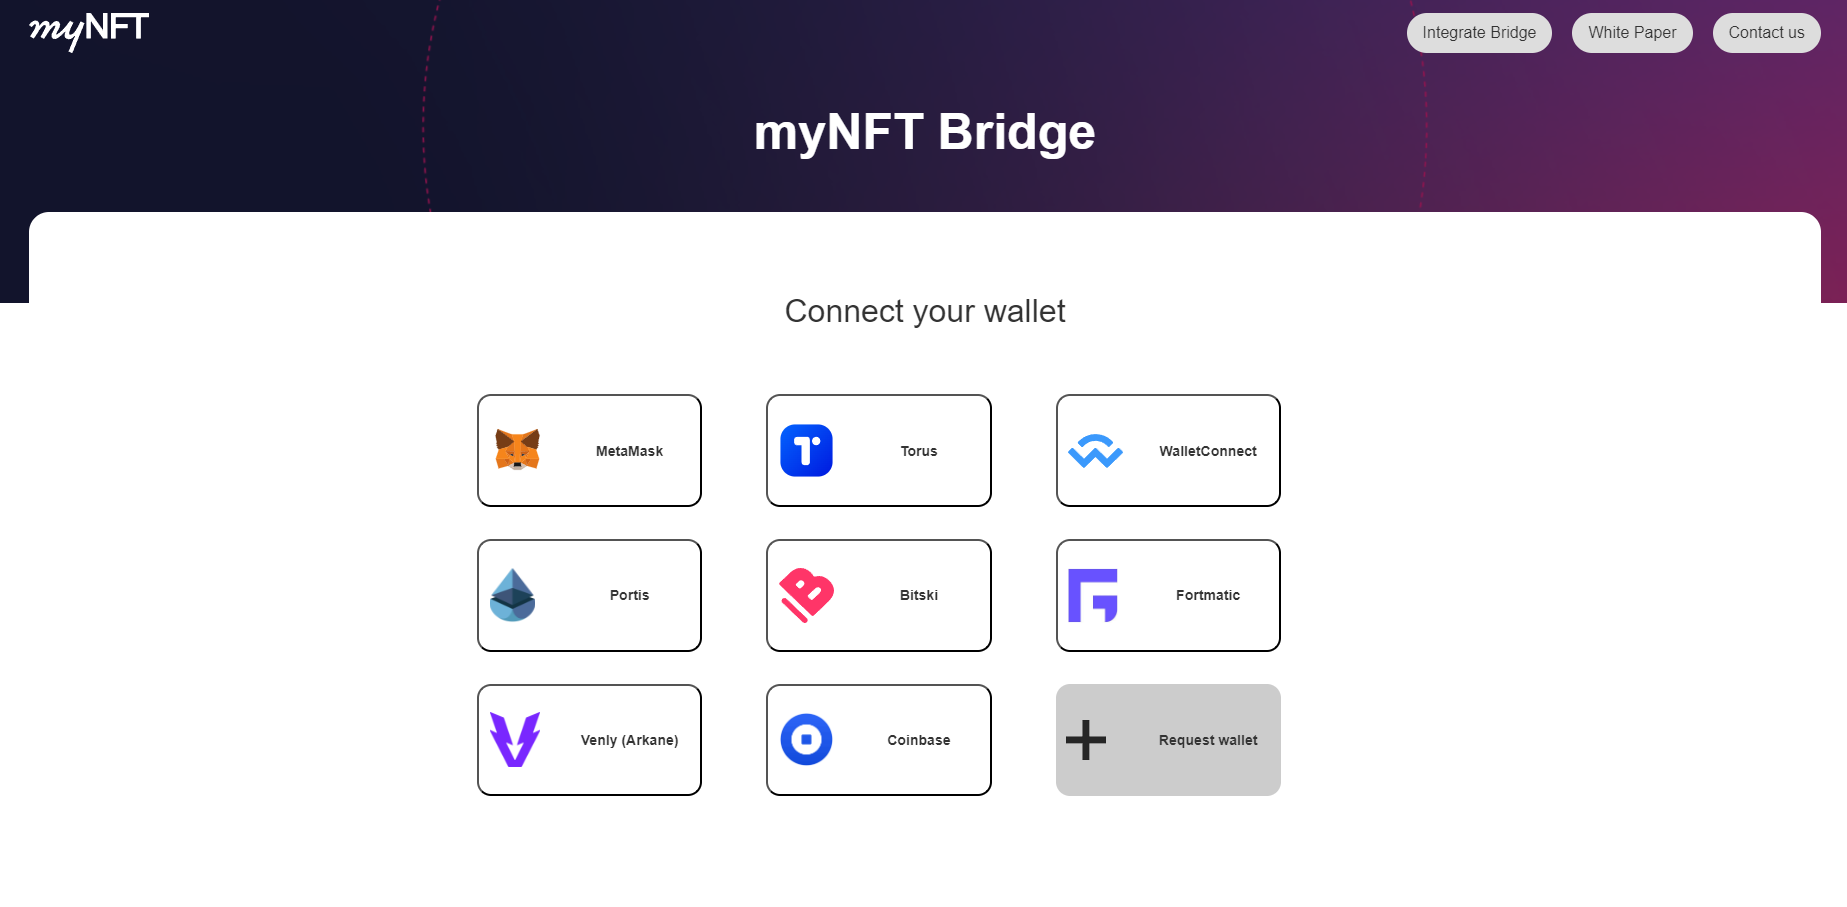 myNFT
Integrate Bridge
White Paper
Contact us
myNFT Bridge
Connect your wallet
MetaMask
Torus
WalletConnect
Portis
Bitski
Fortmatic
Venly (Arkane)
Coinbase
Request wallet